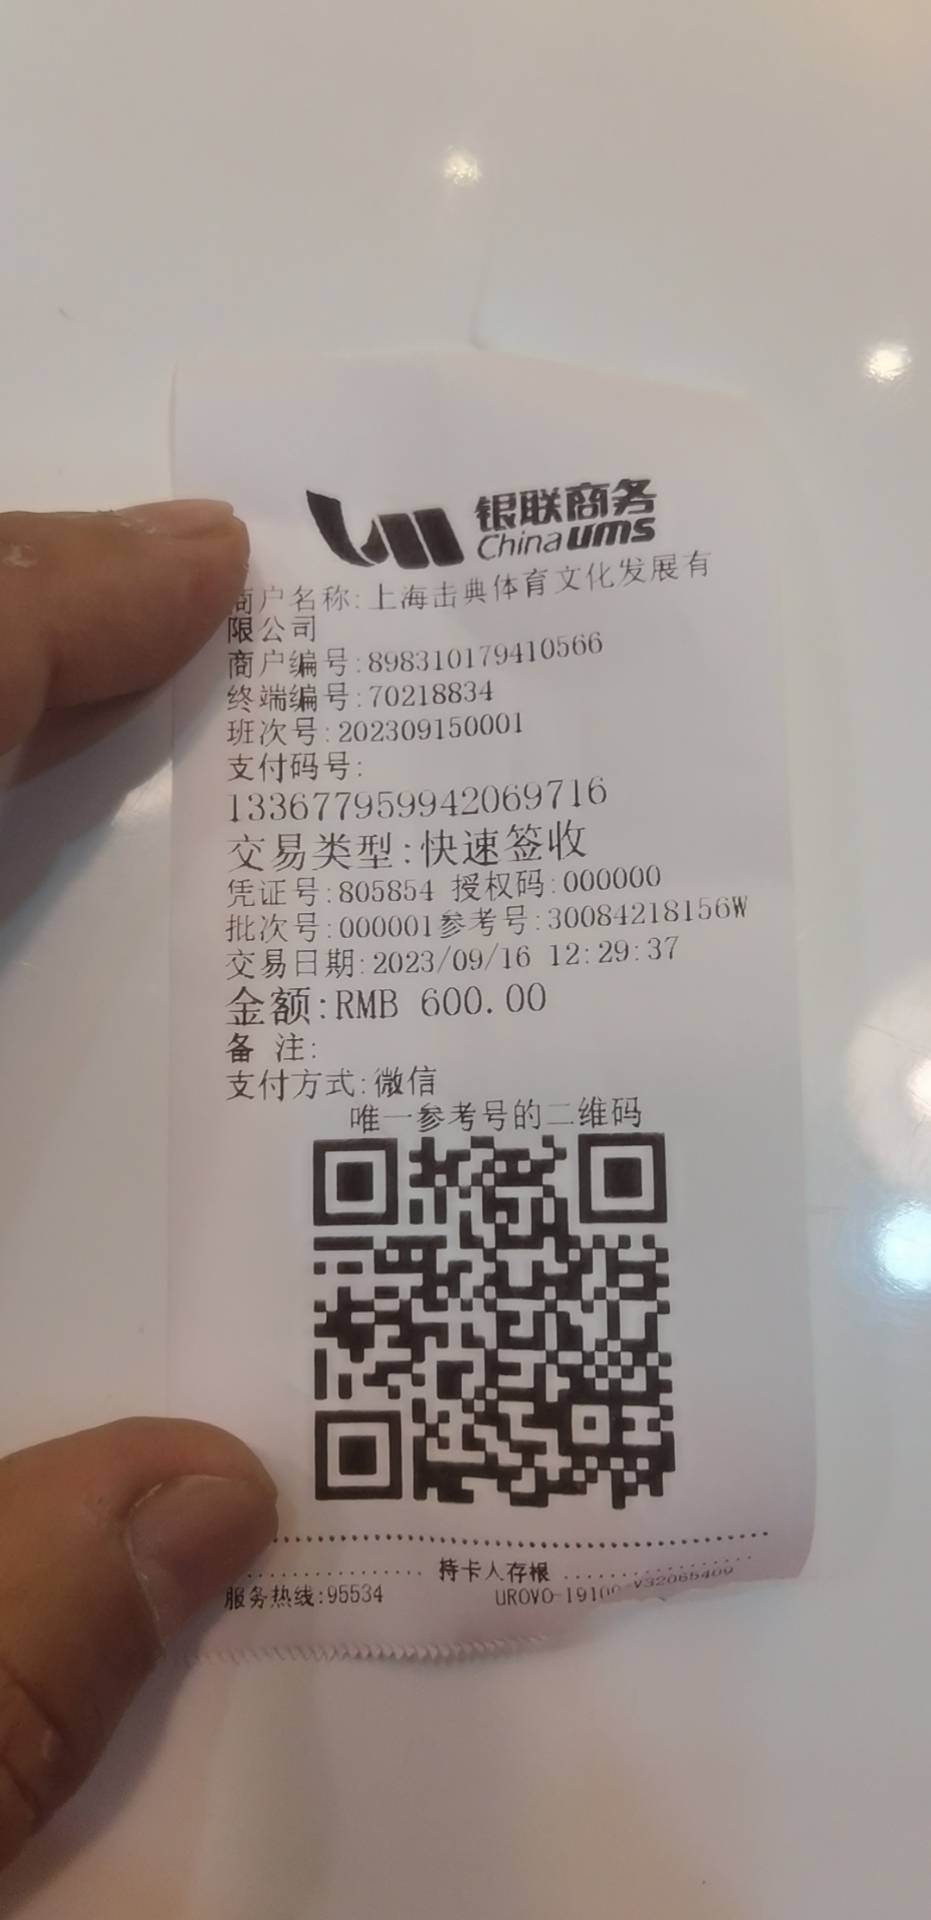 银联商务
China ums
商户名称:上海击典体育文化发展有
限公司
商户编号:898310179410566
终端编号:70218834
班次号:202309150001
支付码号:
133677959942069716
交易类型:快速签收
凭证号:805854 授权码:000000
批次号:000001参考号:30084218156W
交易日期:2023/09/16 12:29:37
金额:RMB 600.00
备 注:
支付方式:微信
唯一参考号的二维码
持卡人存根
服务热线:95534
UROVO-19100-V32065409